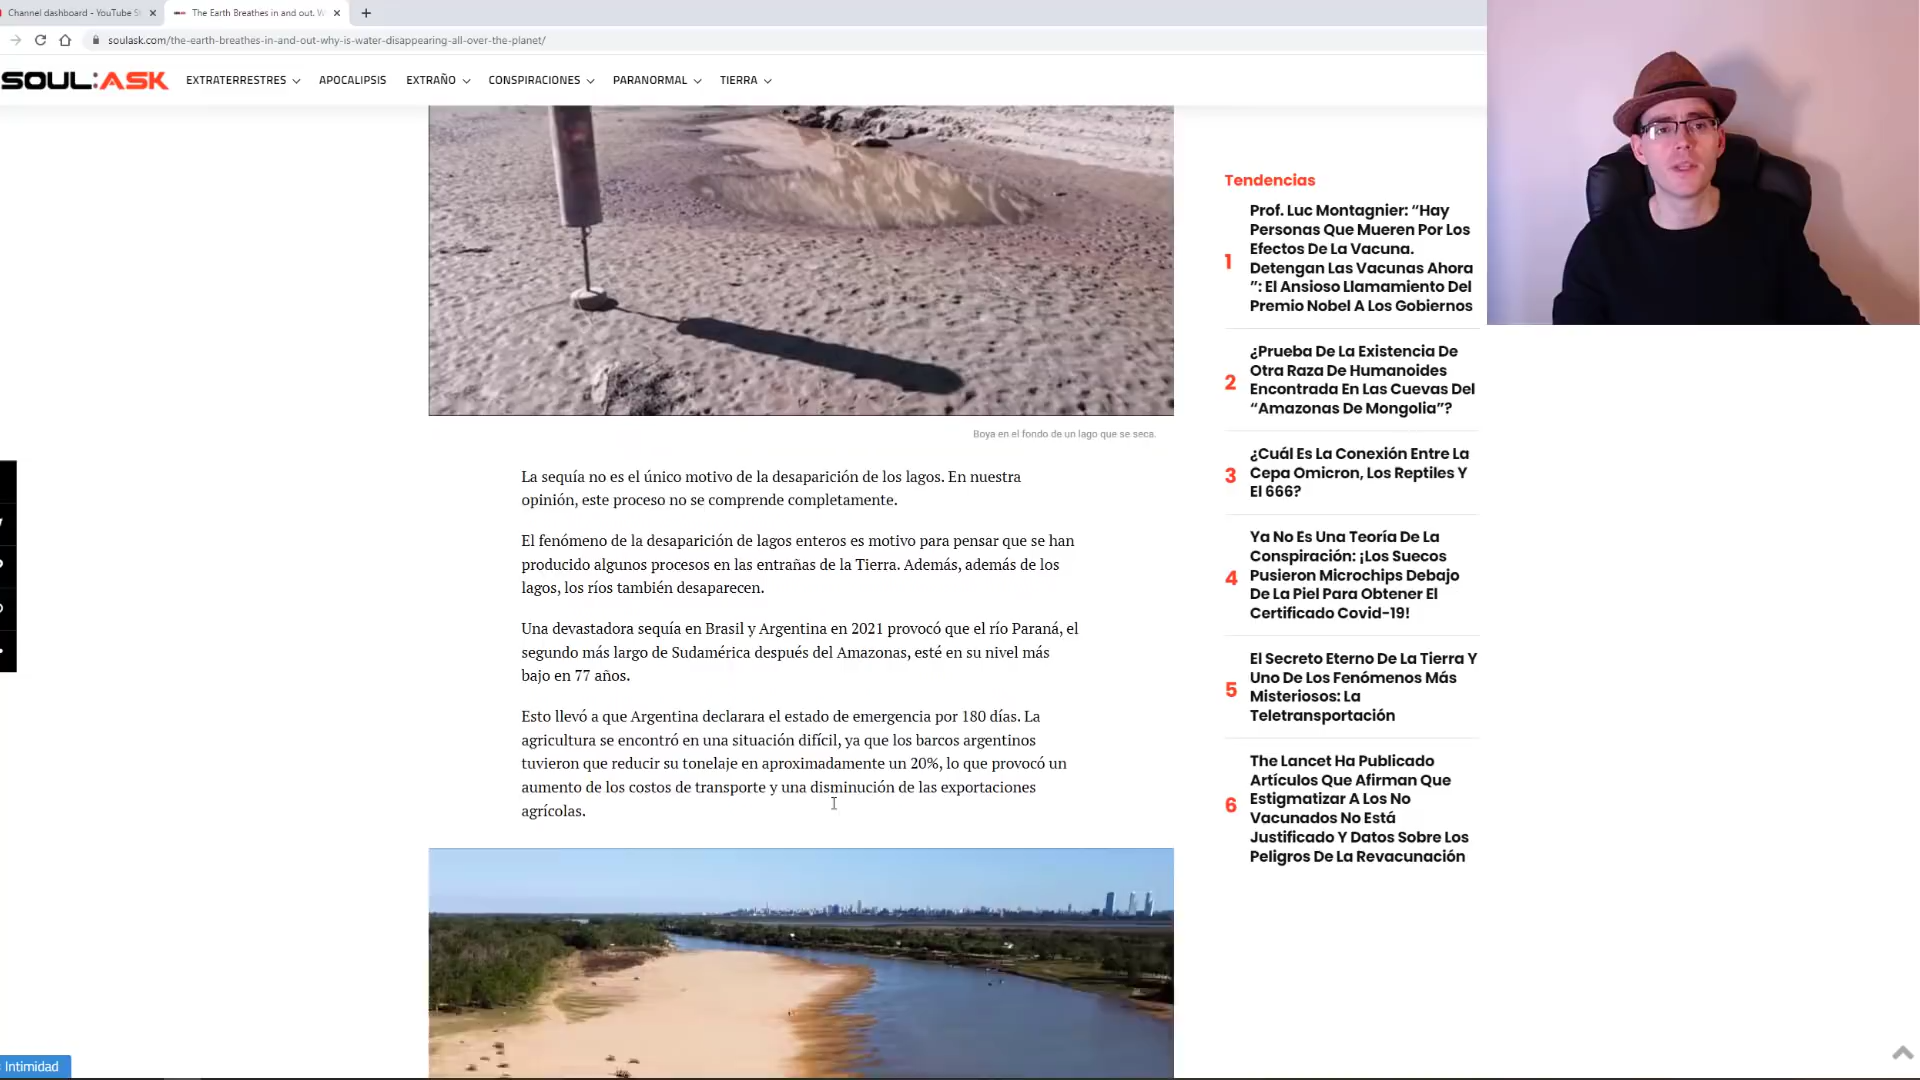 Channel dashboard - YouTube
The Earth Breathes in and out. W
soulask.com/the-earth-breathes-in-and-out-why-is-water-disappearing-all-over-the-planet/
SOUL:ASK
EXTRATERRESTRES
APOCALIPSIS
EXTRAÑO
CONSPIRACIONES
PARANORMAL
TIERRA
Boya en el fondo de un lago que se seca.
La sequía no es el único motivo de la desaparición de los lagos. En nuestra
opinión, este proceso no se comprende completamente.
El fenómeno de la desaparición de lagos enteros es motivo para pensar que se han
producido algunos procesos en las entrañas de la Tierra. Además, además de los
lagos, los ríos también desaparecen.
Una devastadora sequía en Brasil y Argentina en 2021 provocó que el río Paraná, el
segundo más largo de Sudamérica después del Amazonas, esté en su nivel más
bajo en 77 años.
Esto llevó a que Argentina declarara el estado de emergencia por 180 días. La
agricultura se encontró en una situación difícil, ya que los barcos argentinos
tuvieron que reducir su tonelaje en aproximadamente un 20%, lo que provocó un
aumento de los costos de transporte y una disminución de las exportaciones
agrícolas.
Tendencias
1
Prof. Luc Montagnier: “Hay
Personas Que Mueren Por Los
Efectos De La Vacuna.
Detengan Las Vacunas Ahora
”: El Ansioso Llamamiento Del
Premio Nobel A Los Gobiernos
2
¿Prueba De La Existencia De
Otra Raza De Humanoides
Encontrada En Las Cuevas Del
“Amazonas De Mongolia”?
3
¿Cuál Es La Conexión Entre La
Cepa Omicron, Los Reptiles Y
El 666?
4
Ya No Es Una Teoría De La
Conspiración: ¡Los Suecos
Pusieron Microchips Debajo
De La Piel Para Obtener El
Certificado Covid-19!
5
El Secreto Eterno De La Tierra Y
Uno De Los Fenómenos Más
Misteriosos: La
Teletransportación
6
The Lancet Ha Publicado
Artículos Que Afirman Que
Estigmatizar A Los No
Vacunados No Está
Justificado Y Datos Sobre Los
Peligros De La Revacunación
Intimidad